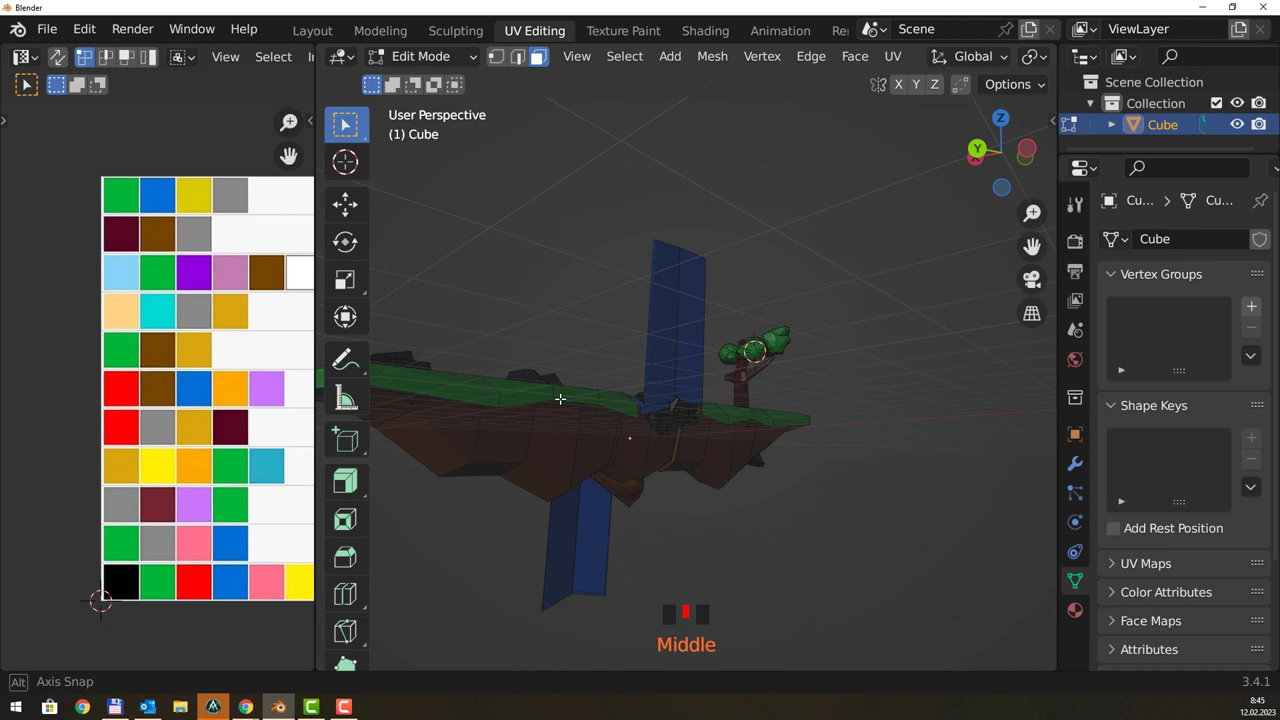 Blender
File Edit Render Window Help Layout Modeling Sculpting UV Editing Texture Paint Shading Animation Re Scene ViewLayer
View Select I Edit Mode View Select Add Mesh Vertex Edge Face UV Global
Scene Collection
X Y Z Options
Collection
User Perspective
(1) Cube
Cube
Z
Y
Cu... Cu...
Cube
Vertex Groups
Shape Keys
Add Rest Position
UV Maps
Color Attributes
Face Maps
Middle
Attributes
Alt Axis Snap 3.4.1
8:45
12.02.2023